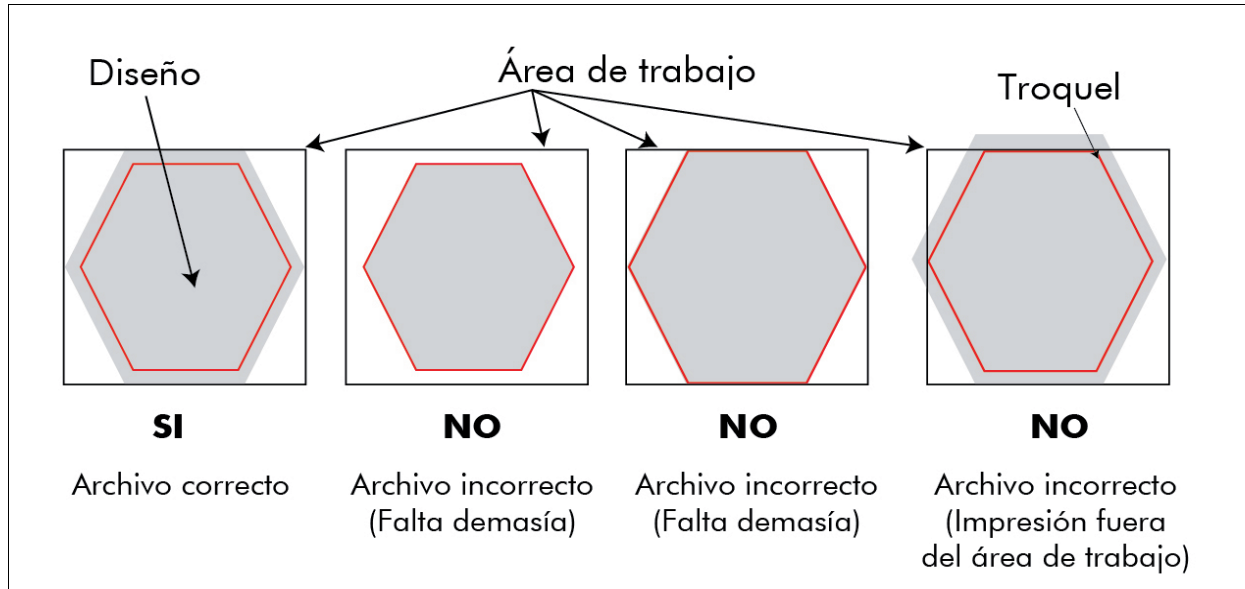 Diseño
Área de trabajo
Troquel
SI
NO
NO
NO
Archivo correcto
Archivo incorrecto
(Falta demasía)
Archivo incorrecto
(Falta demasía)
Archivo incorrecto
(Impresión fuera
del área de trabajo)